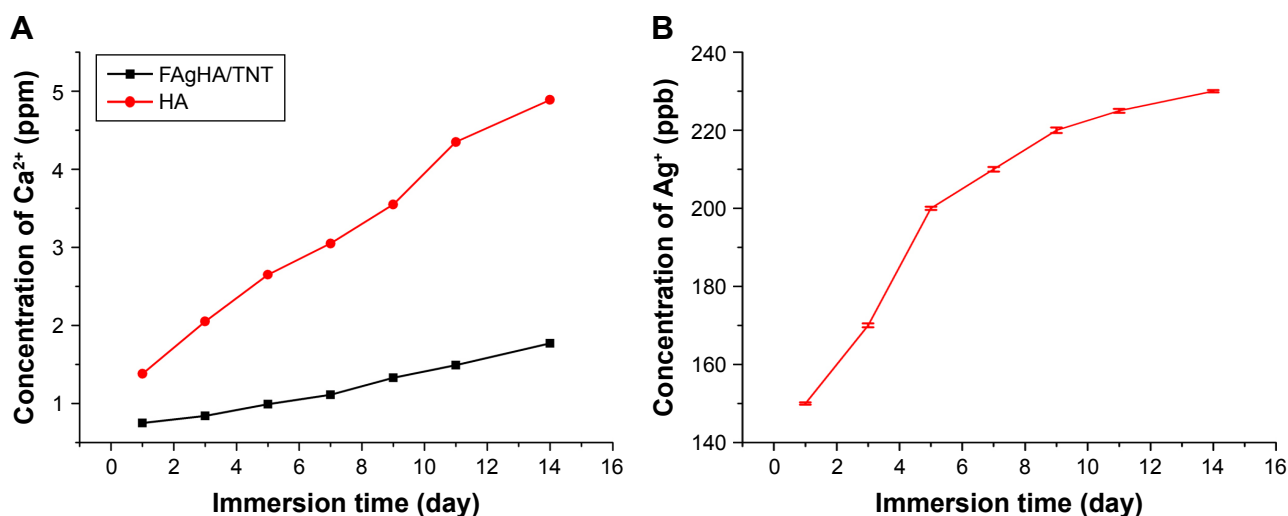 A
FAgHA/TNT
HA
Concentration of Ca²⁺ (ppm)
5
4
3
2
1
0 2 4 6 8 10 12 14 16
Immersion time (day)
B
Concentration of Ag⁺ (ppb)
240
220
200
180
160
140
0 2 4 6 8 10 12 14 16
Immersion time (day)